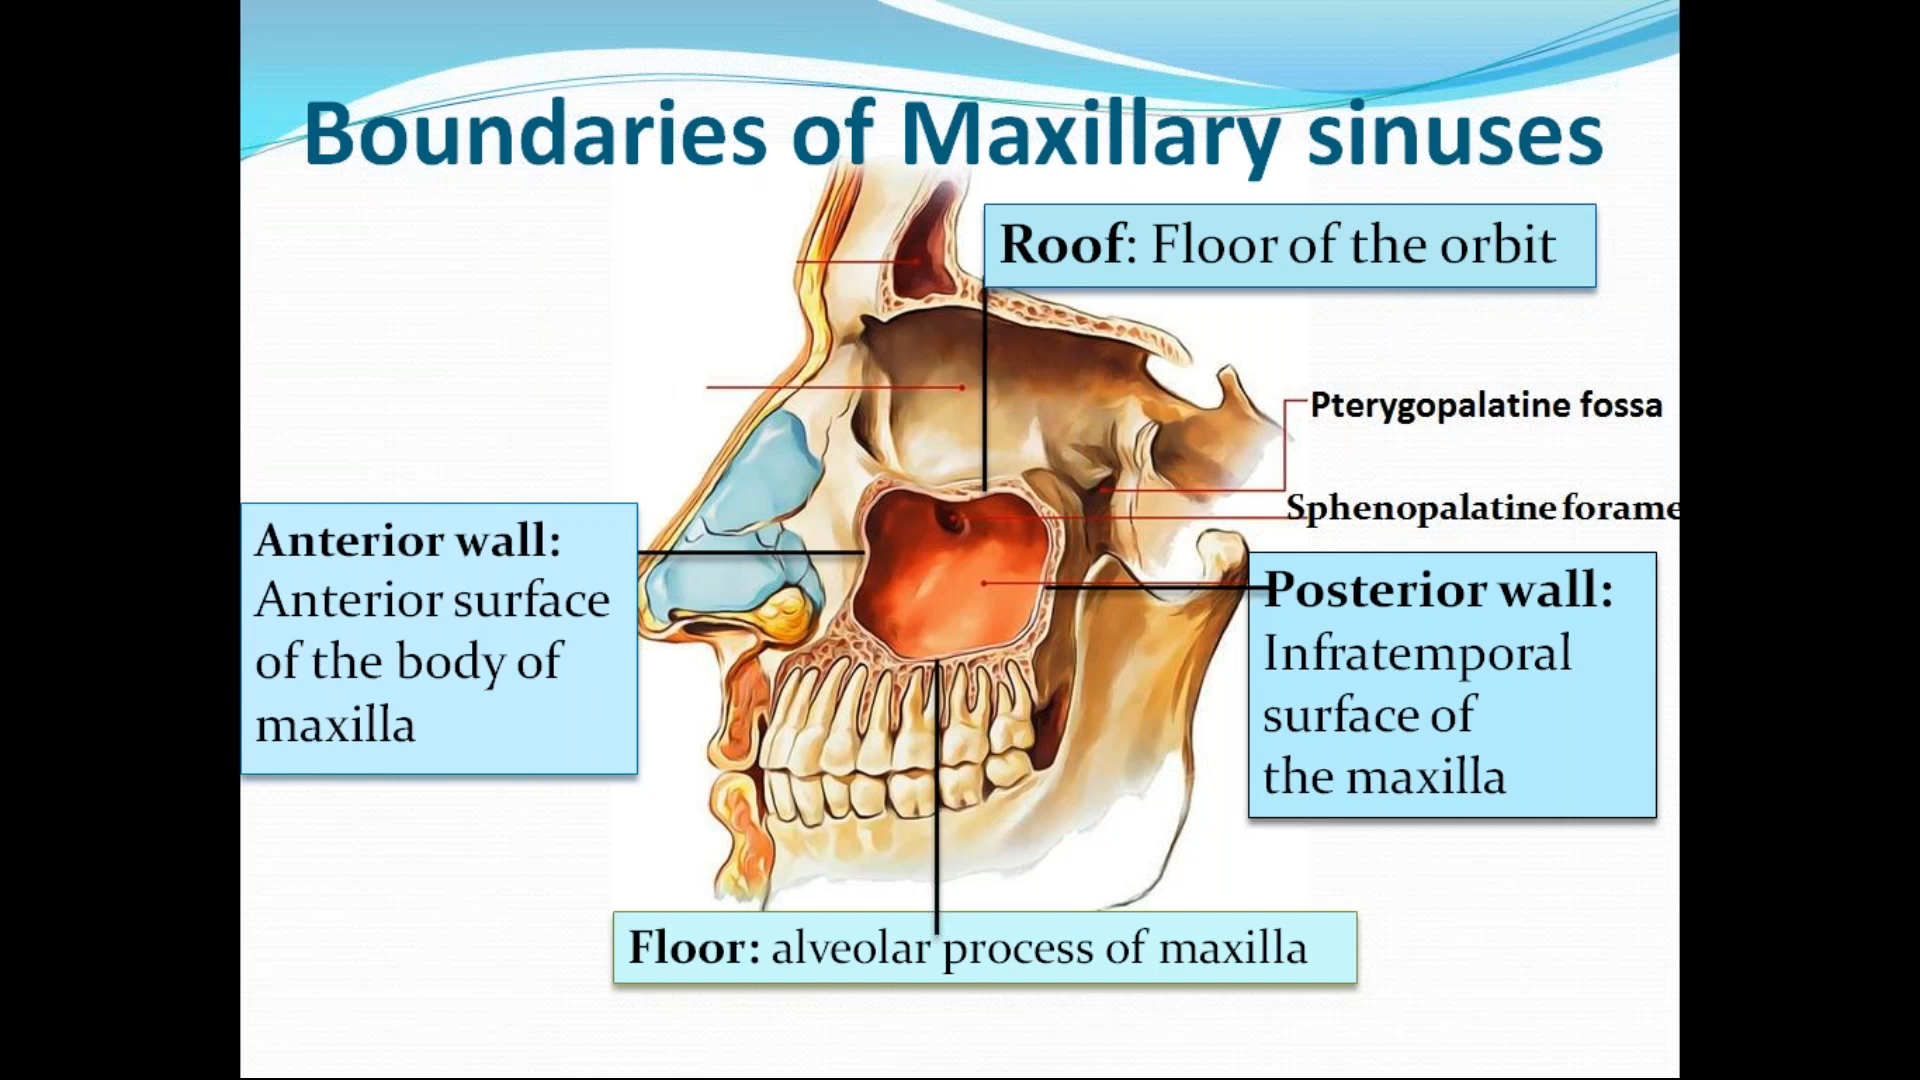 Boundaries of Maxillary sinuses
Roof: Floor of the orbit
Pterygopalatine fossa
Sphenopalatine forame
Anterior wall:
Anterior surface
of the body of
maxilla
Posterior wall:
Infratemporal
surface of
the maxilla
Floor: alveolar process of maxilla